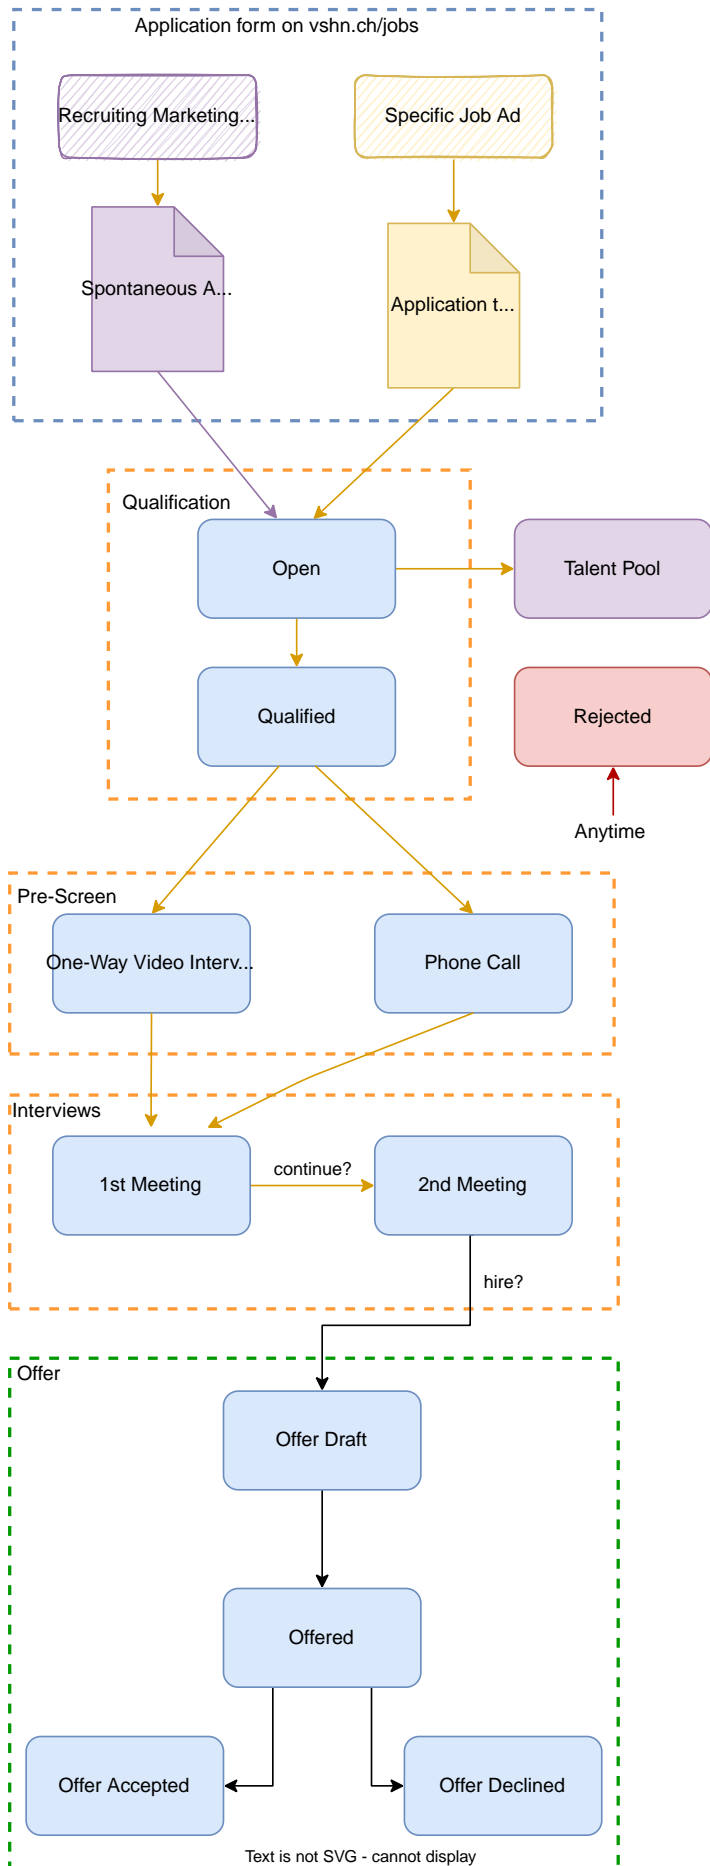 Application form on vshn.ch/jobs
Recruiting Marketing...
Specific Job Ad
Spontaneous A...
Application t...
Qualification
Open
Talent Pool
Qualified
Rejected
Anytime
Pre-Screen
One-Way Video Interv...
Phone Call
Interviews
1st Meeting
continue?
2nd Meeting
hire?
Offer
Offer Draft
Offered
Offer Accepted
Offer Declined
Text is not SVG - cannot display